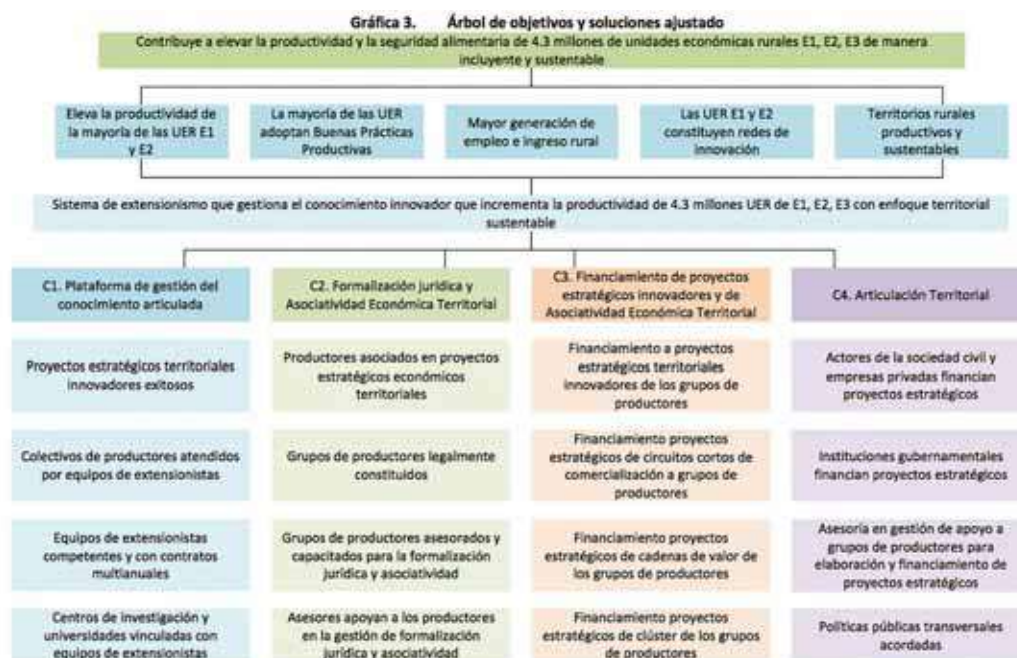 Gráfica 3. Árbol de objetivos y soluciones ajustado
Contribuye a elevar la productividad y la seguridad alimentaria de 4.3 millones de unidades económicas rurales E1, E2, E3 de manera
incluyente y sustentable
Eleva la productividad de
la mayoría de las UER E1
y E2
La mayoría de las UER
adoptan Buenas Prácticas
Productivas
Mayor generación de
empleo e ingreso rural
Las UER E1 y E2
constituyen redes de
innovación
Territorios rurales
productivos y
sustentables
Sistema de extensionismo que gestiona el conocimiento innovador que incrementa la productividad de 4.3 millones UER de E1, E2, E3 con enfoque territorial
sustentable
C1. Plataforma de gestión del
conocimiento articulada
C2. Formalización jurídica y
Asociatividad Económica Territorial
C3. Financiamiento de proyectos
estratégicos innovadores y de
Asociatividad Económica Territorial
C4. Articulación Territorial
Proyectos estratégicos territoriales
innovadores exitosos
Productores asociados en proyectos
estratégicos económicos
territoriales
Financiamiento a proyectos
estratégicos territoriales
innovadores de los grupos de
productores
Actores de la sociedad civil y
empresas privadas financian
proyectos estratégicos
Colectivos de productores atendidos
por equipos de extensionistas
Grupos de productores legalmente
constituidos
Financiamiento proyectos
estratégicos de circuitos cortos de
comercialización a grupos de
productores
Instituciones gubernamentales
financian proyectos estratégicos
Equipos de extensionistas
competentes y con contratos
multianuales
Grupos de productores asesorados y
capacitados para la formalización
jurídica y asociatividad
Financiamiento proyectos
estratégicos de cadenas de valor de
los grupos de productores
Asesoría en gestión de apoyo a
grupos de productores para
elaboración y financiamiento de
proyectos estratégicos
Centros de investigación y
universidades vinculadas con
equipos de extensionistas
Asesores apoyan a los productores
en la gestión de formalización
jurídica y asociatividad
Financiamiento proyectos
estratégicos de clúster de los grupos
de productores
Políticas públicas transversales
acordadas